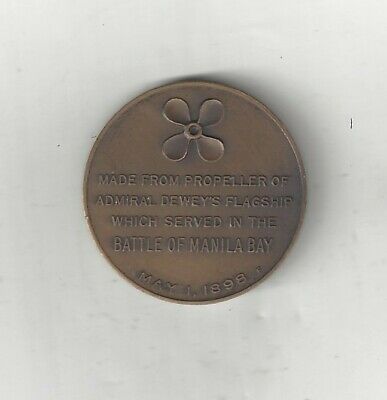 MADE FROM PROPELLER OF
ADMIRAL DEWEY'S FLAGSHIP
WHICH SERVED IN THE
BATTLE OF MANILA BAY
MAY 1, 1898